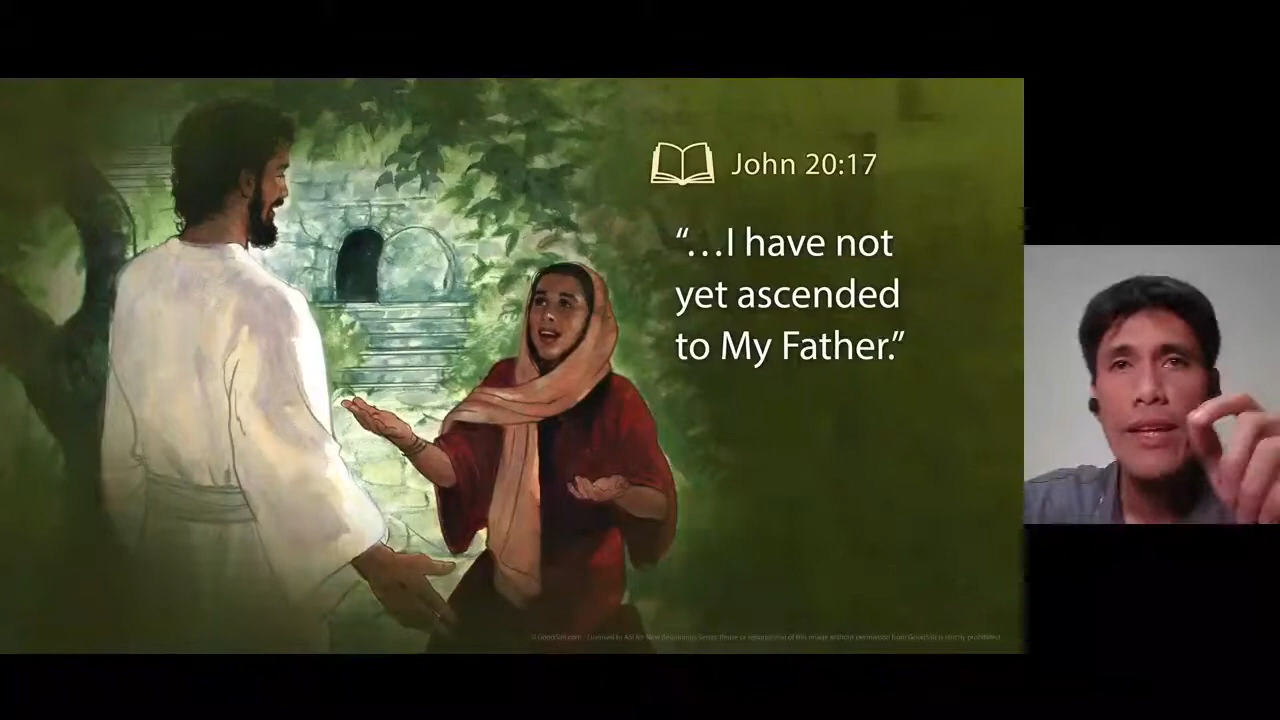 John 20:17
“…I have not
yet ascended
to My Father.”